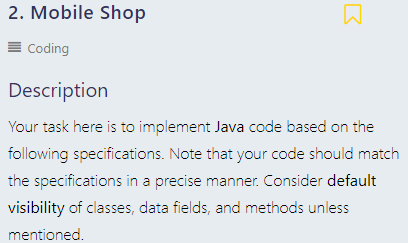 2. Mobile Shop
Coding
Description
Your task here is to implement Java code based on the
following specifications. Note that your code should match
the specifications in a precise manner. Consider default
visibility of classes, data fields, and methods unless
mentioned.